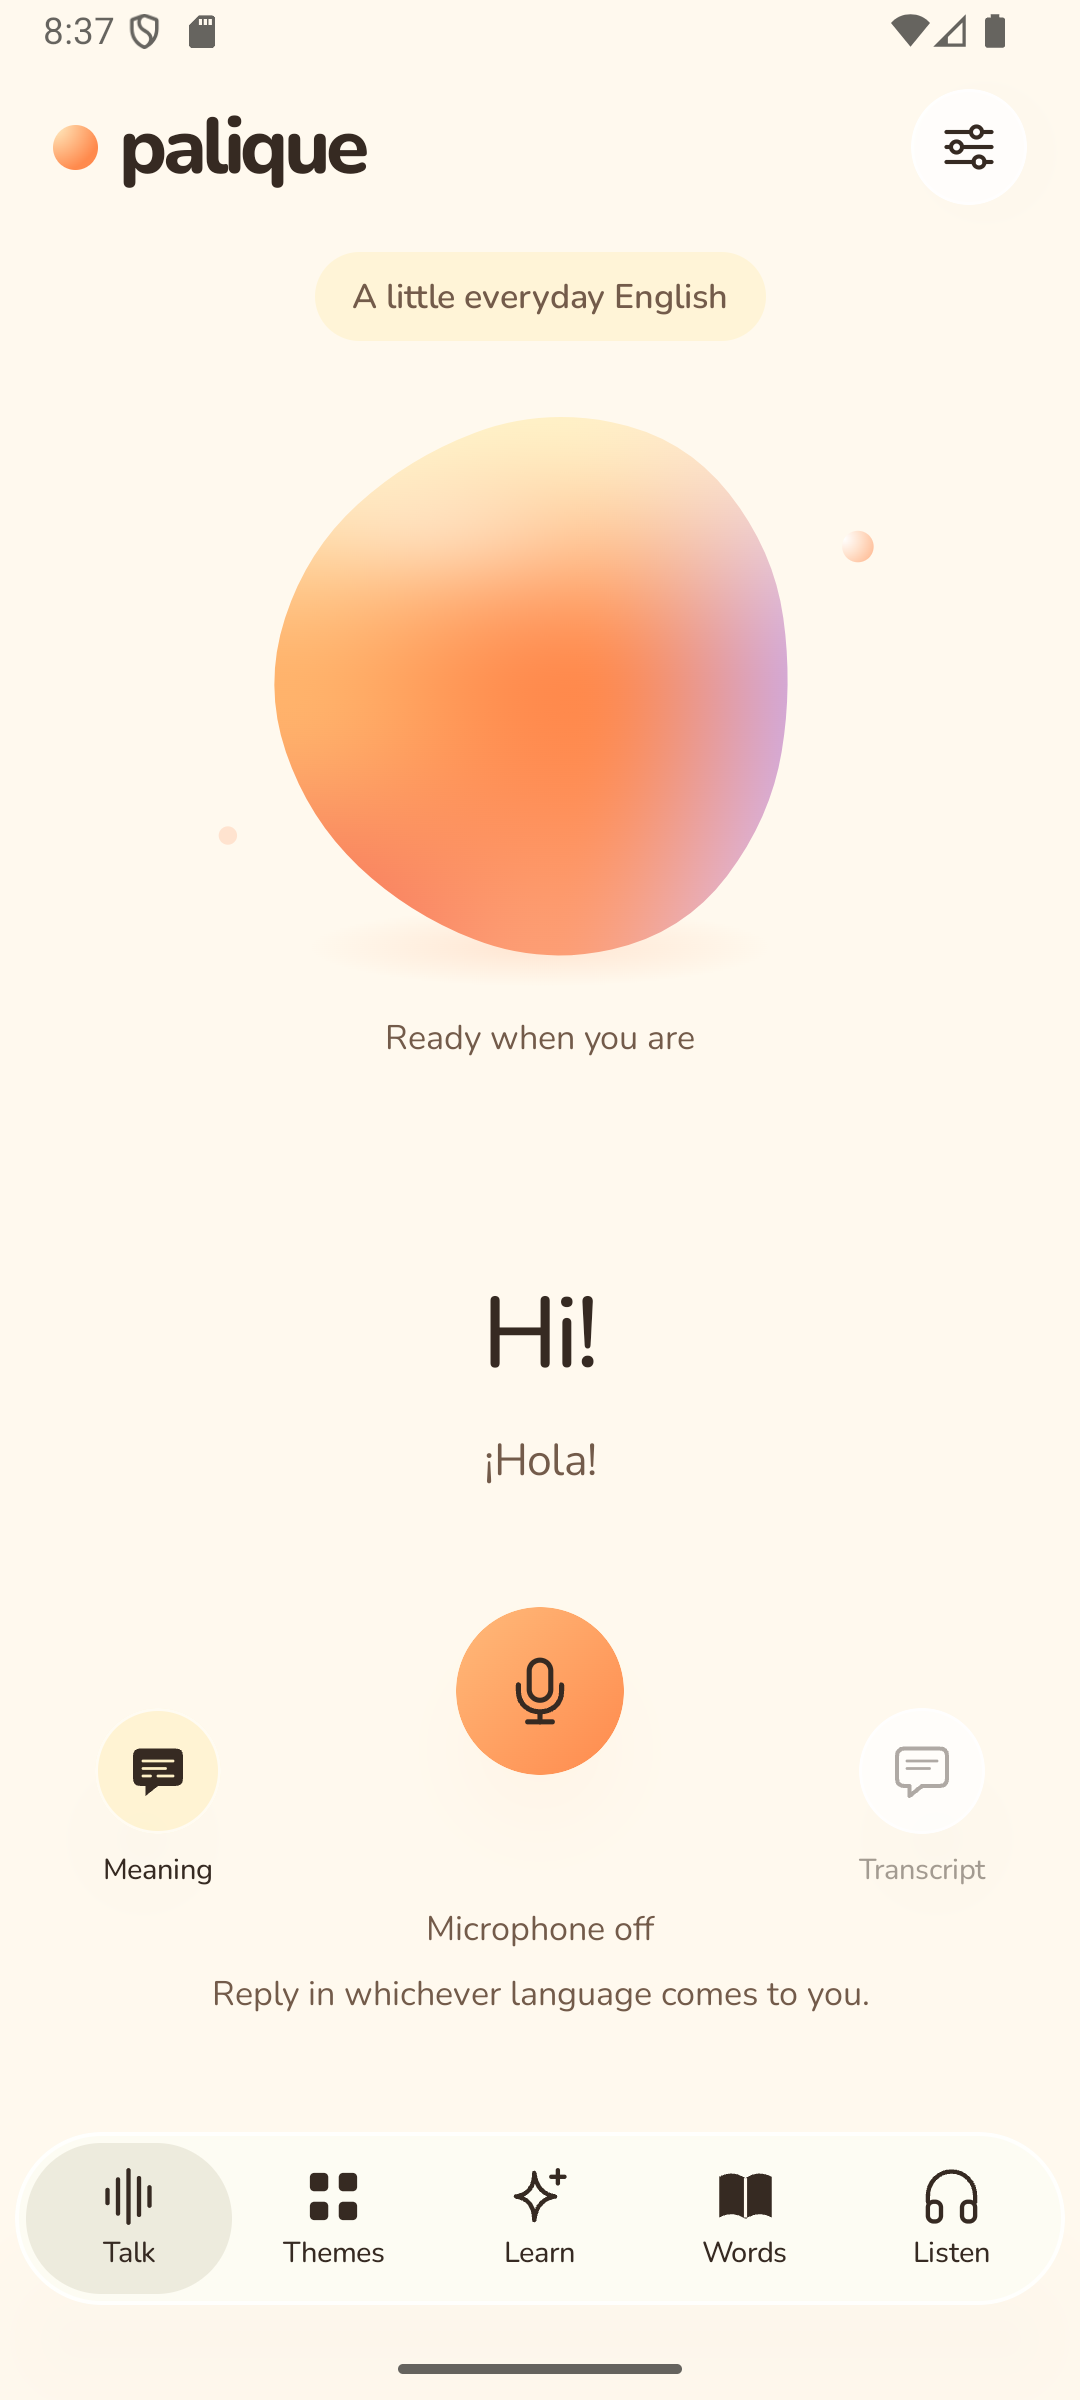 8:37
palique
A little everyday English
Ready when you are
Hi!
¡Hola!
Meaning
Transcript
Microphone off
Reply in whichever language comes to you.
Talk
Themes
Learn
Words
Listen